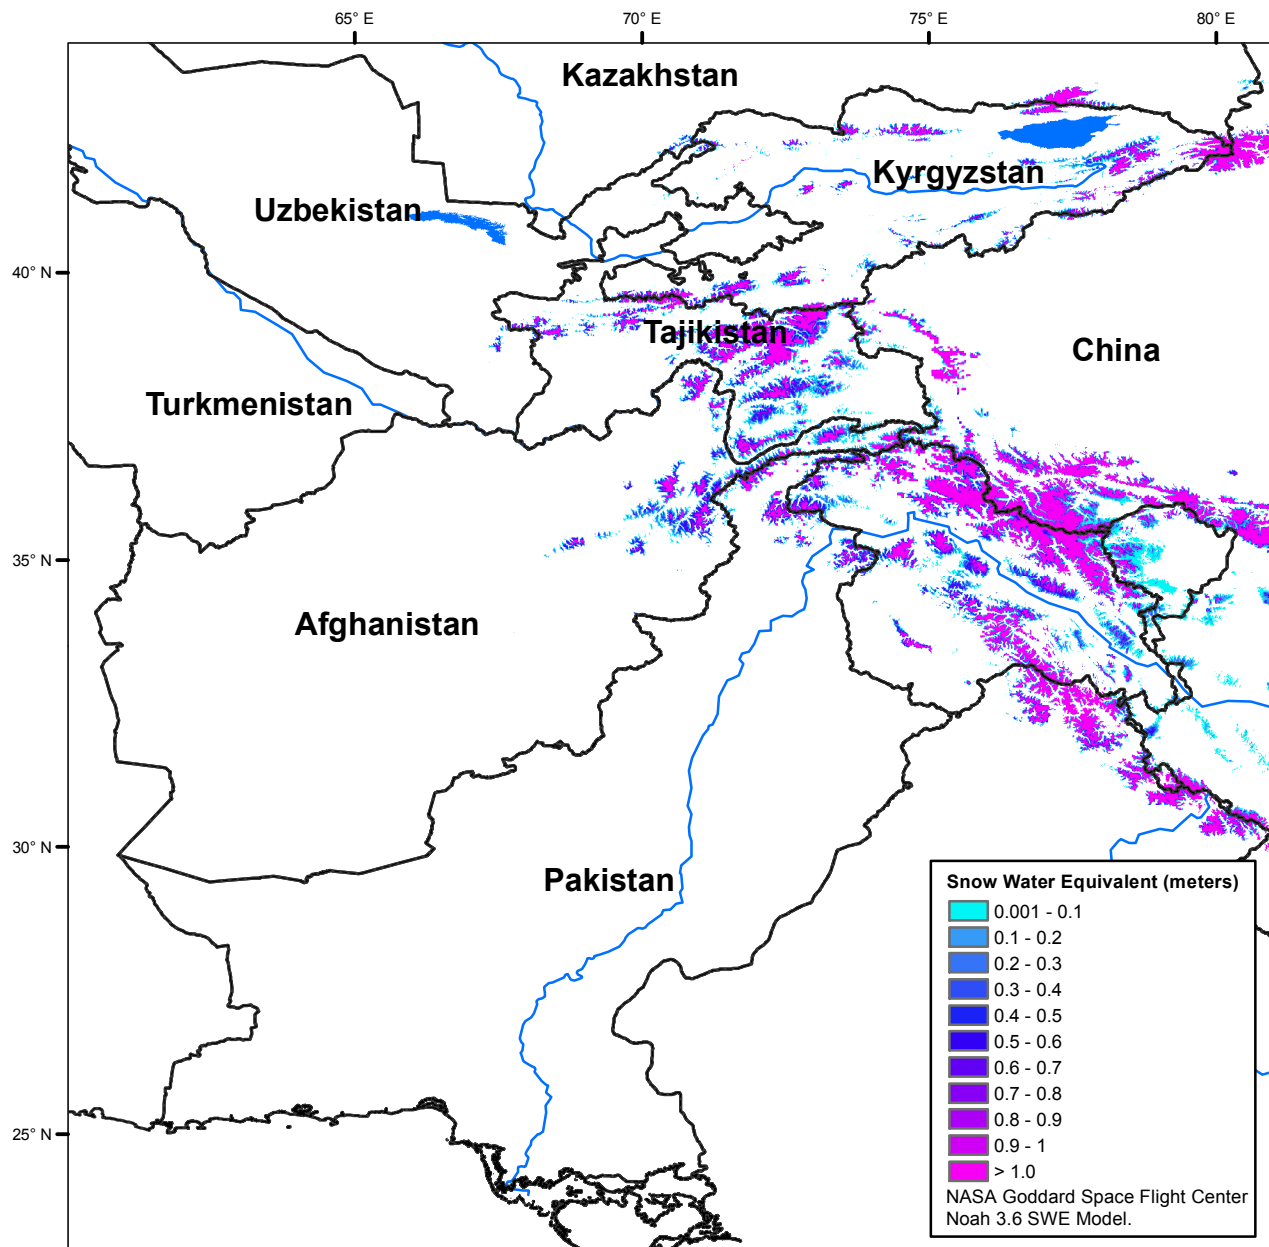 65° E
70° E
75° E
80° E
Kazakhstan
Kyrgyzstan
Uzbekistan
40° N
Tajikistan
China
Turkmenistan
35° N
Afghanistan
30° N
Pakistan
25° N
Snow Water Equivalent (meters)
0.001 - 0.1
0.1 - 0.2
0.2 - 0.3
0.3 - 0.4
0.4 - 0.5
0.5 - 0.6
0.6 - 0.7
0.7 - 0.8
0.8 - 0.9
0.9 - 1
> 1.0
NASA Goddard Space Flight Center
Noah 3.6 SWE Model.